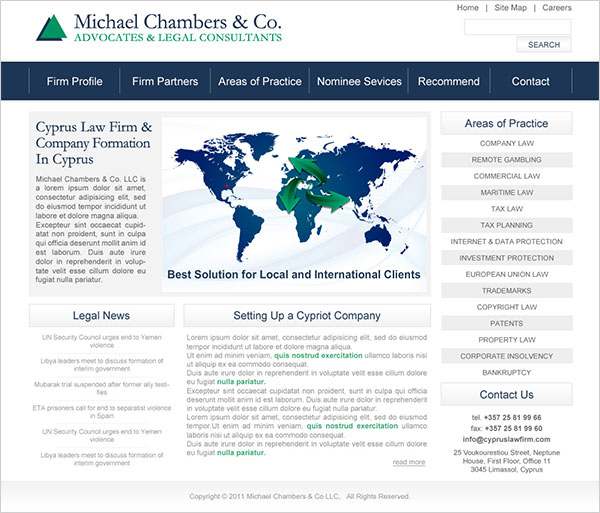 Michael Chambers & Co.
ADVOCATES & LEGAL CONSULTANTS
Home | Site Map | Careers
SEARCH
Firm Profile
Firm Partners
Areas of Practice
Nominee Sevices
Recommend
Contact
Cyprus Law Firm &
Company Formation
In Cyprus
Michael Chambers & Co. LLC is
a lorem ipsum dolor sit amet,
consectetur adipisicing elit, sed
do eiusmod tempor incididunt ut
labore et dolore magna aliqua.
Excepteur sint occaecat cupid-
atat non proident, sunt in culpa
qui officia deserunt mollit anim id
est laborum. Duis aute irure
dolor in reprehenderit in volup-
tate velit esse cillum dolore eu
fugiat nulla pariatur.
Best Solution for Local and International Clients
Legal News
UN Security Council urges end to Yemen
violence
Libya leaders meet to discuss formation of
interim government
Mubarak trial suspended after former ally testi-
fies
ETA prisoners call for end to separatist violence
in Spain
UN Security Council urges end to Yemen
violence
Libya leaders meet to discuss formation of
interim government
Setting Up a Cypriot Company
Lorem ipsum dolor sit amet, consectetur adipisicing elit, sed do eiusmod
tempor incididunt ut labore et dolore magna aliqua.
Ut enim ad minim veniam, quis nostrud exercitation ullamco laboris nisi
ut aliquip ex ea commodo consequat.
Duis aute irure dolor in reprehenderit in voluptate velit esse cillum dolore
eu fugiat nulla pariatur.
Excepteur sint occaecat cupidatat non proident, sunt in culpa qui officia
deserunt mollit anim id est laborum. Duis aute irure dolor in reprehenderit
in voluptate velit esse cillum dolore eu fugiat nulla pariatur.
Lorem ipsum dolor sit amet, consectetur adipisicing elit, sed do eiusmod
tempor.Ut enim ad minim veniam, quis nostrud exercitation ullamco
laboris nisi ut aliquip ex ea commodo consequat.
Duis aute irure dolor in reprehenderit in voluptate velit esse cillum dolore
eu fugiat nulla pariatur.
read more
Areas of Practice
COMPANY LAW
REMOTE GAMBLING
COMMERCIAL LAW
MARITIME LAW
TAX LAW
TAX PLANNING
INTERNET & DATA PROTECTION
INVESTMENT PROTECTION
EUROPEAN UNION LAW
TRADEMARKS
COPYRIGHT LAW
PATENTS
PROPERTY LAW
CORPORATE INSOLVENCY
BANKRUPTCY
Contact Us
tel. +357 25 81 99 66
fax: +357 25 81 99 60
info@cypruslawfirm.com
25 Voukourestiou Street, Neptune
House, First Floor, Office 11
3045 Limassol, Cyprus
Copyright © 2011 Michael Chambers & Co LLC, All Rights Reserved.